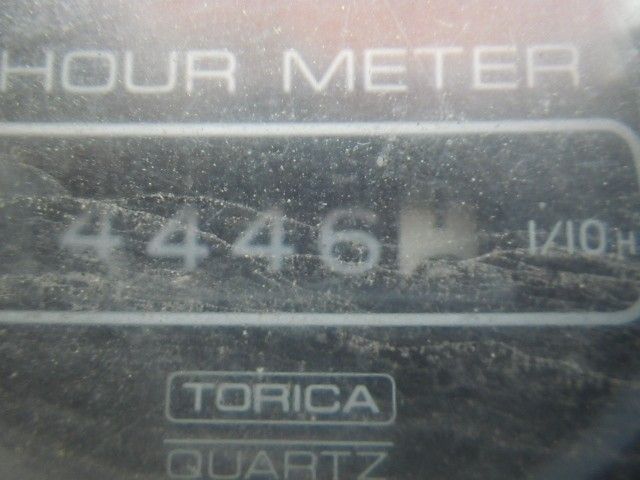 HOUR METER
4446 1/10 H
TORICA
QUARTZ